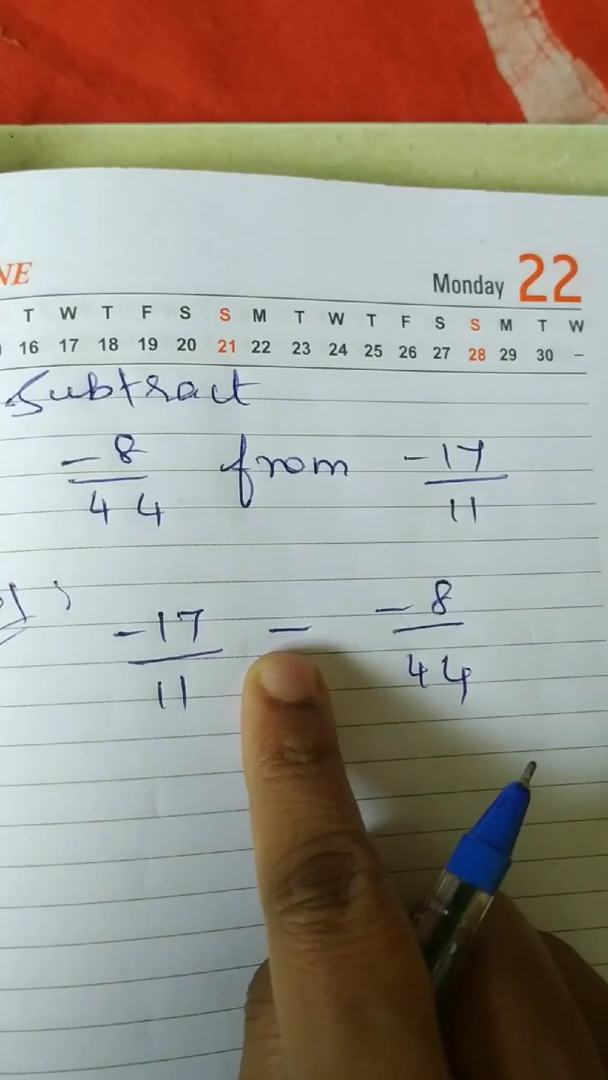 NE
Monday 22
T W T F S S M T W T F S S M T W
16 17 18 19 20 21 22 23 24 25 26 27 28 29 30 –
Subtract
-8/44 from -17/11
-17/11 - -8/44